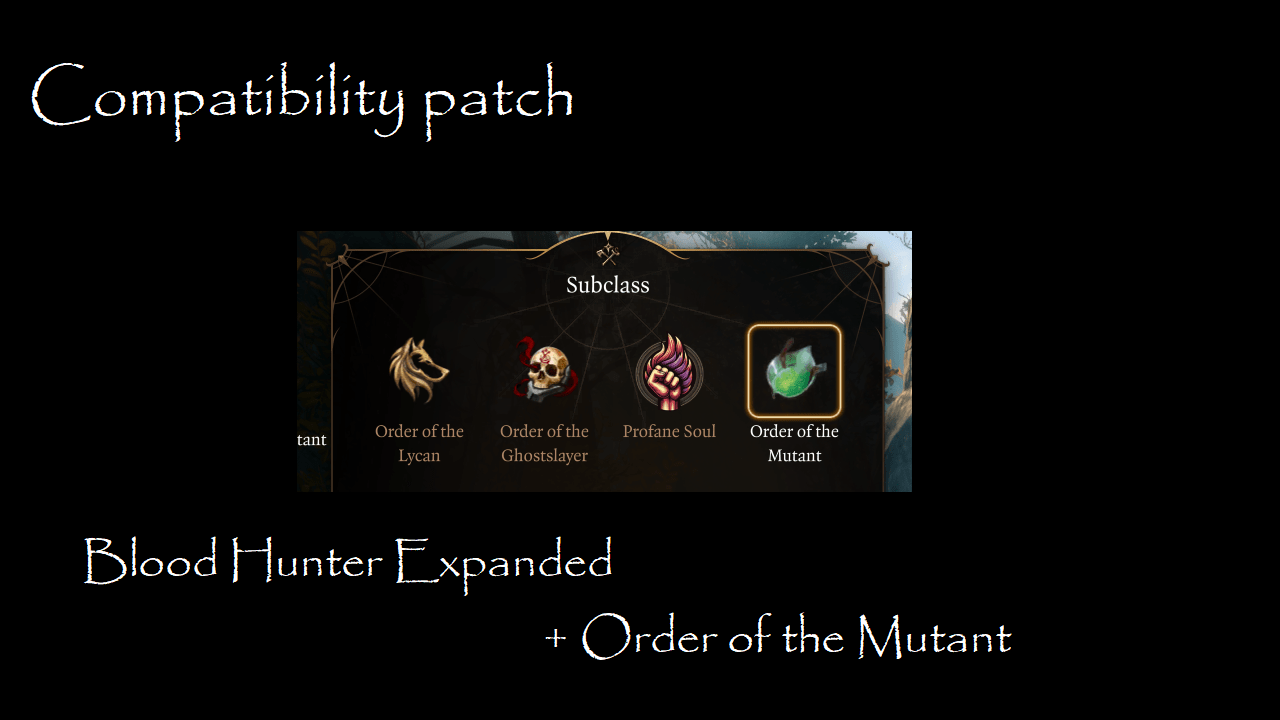 Compatibility patch
Subclass
tant
Order of the
Lycan
Order of the
Ghostslayer
Profane Soul
Order of the
Mutant
Blood Hunter Expanded
+ Order of the Mutant